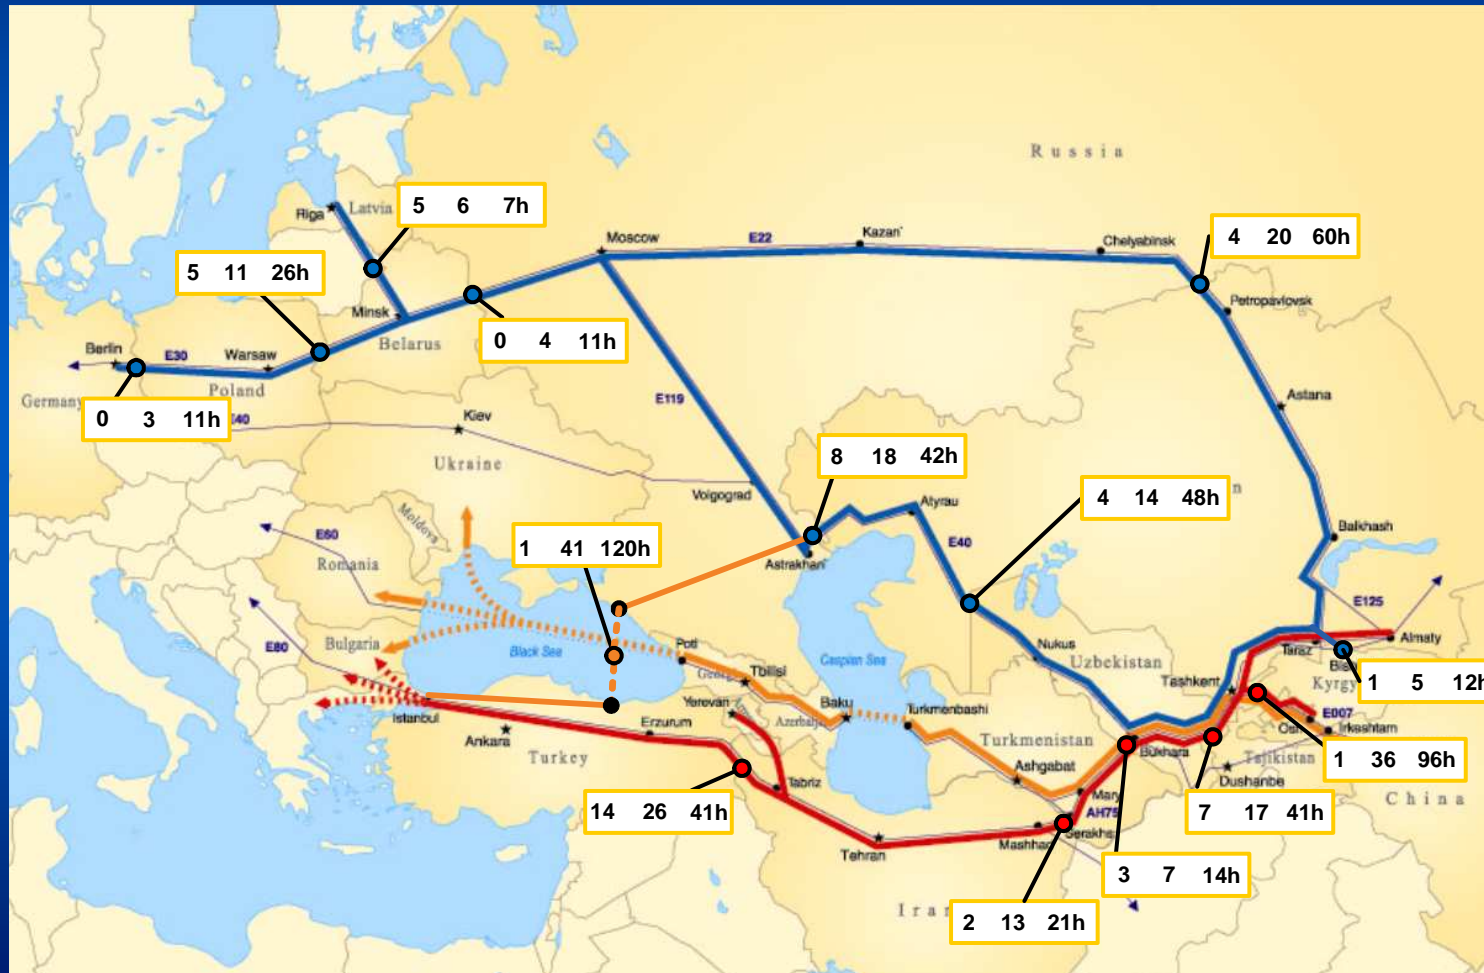 Russia
Riga
Latvia
5 6 7h
Moscow
E22
Kazan'
Chelyabinsk
4 20 60h
5 11 26h
Petropavlovsk
Minsk
Belarus
0 4 11h
Berlin
E30
Warsaw
Poland
Germany
0 3 11h
E40
Kiev
Ukraine
E119
Astana
8 18 42h
Volgograd
Atyrau
4 14 48h
n
Balkhash
Moldova
E60
Romania
1 41 120h
Astrakhan
E40
E125
Almaty
Taraz
Bulgaria
E80
Black Sea
Poti
Georg
Tbilisi
Caspian Sea
Nukus
Uzbekistan
Tashkent
Bis
Kyrgy
1 5 12h
Istanbul
Yerevan
Azerbaij
Baku
Turkmenbashi
E007
Osh
Irkeshtam
Ankara
Erzurum
Turkey
Turkmenistan
Bukhara
Tajikistan
Dushanbe
1 36 96h
Tabriz
Ashgabat
Mary
China
14 26 41h
AH75
7 17 41h
Tehran
Mashhad
Serakhs
3 7 14h
Iran
2 13 21h